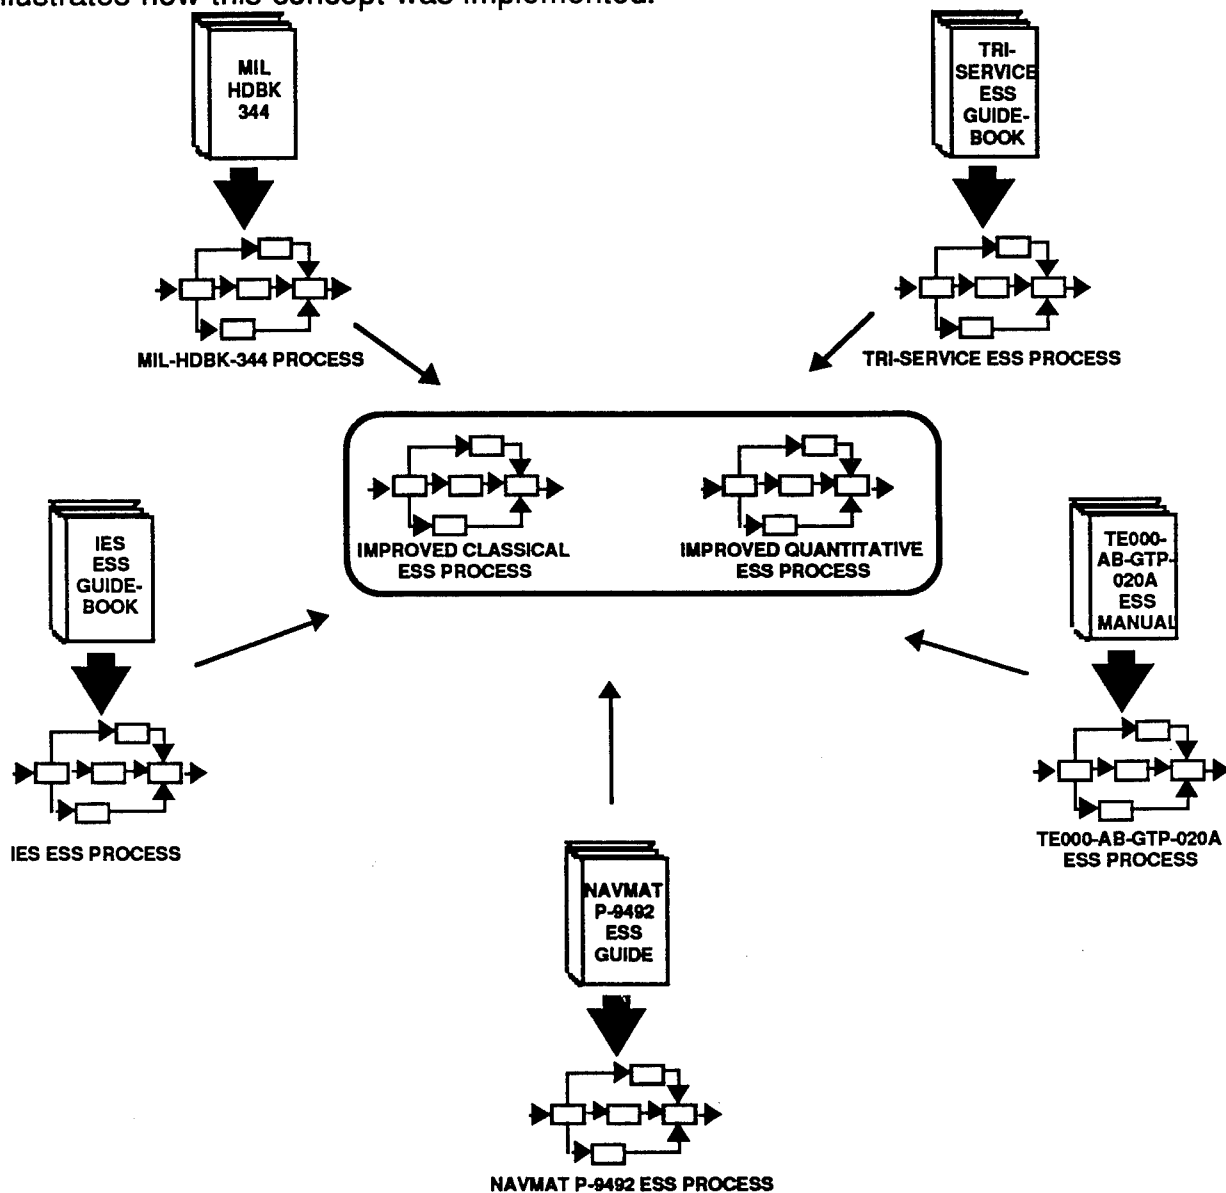 illustrates how this concept was implemented.
MIL
HDBK
344
TRI-
SERVICE
ESS
GUIDE-
BOOK
MIL-HDBK-344 PROCESS
TRI-SERVICE ESS PROCESS
IMPROVED CLASSICAL
ESS PROCESS
IMPROVED QUANTITATIVE
ESS PROCESS
IES
ESS
GUIDE-
BOOK
TE000-
AB-GTP-
020A
ESS
MANUAL
IES ESS PROCESS
TE000-AB-GTP-020A
ESS PROCESS
NAVMAT
P-9492
ESS
GUIDE
NAVMAT P-9492 ESS PROCESS